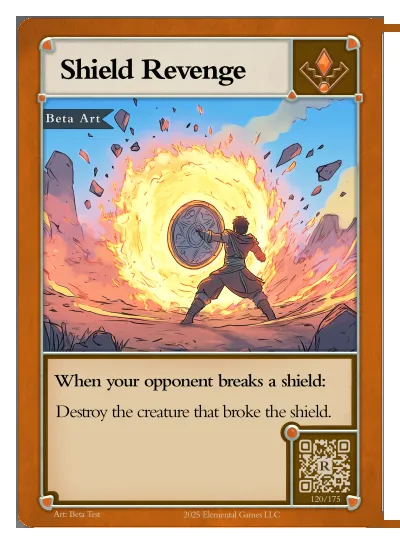 Shield Revenge
Beta Art
When your opponent breaks a shield:
Destroy the creature that broke the shield.
R
120/175
Art: Beta Test
2025 Elemental Games LLC